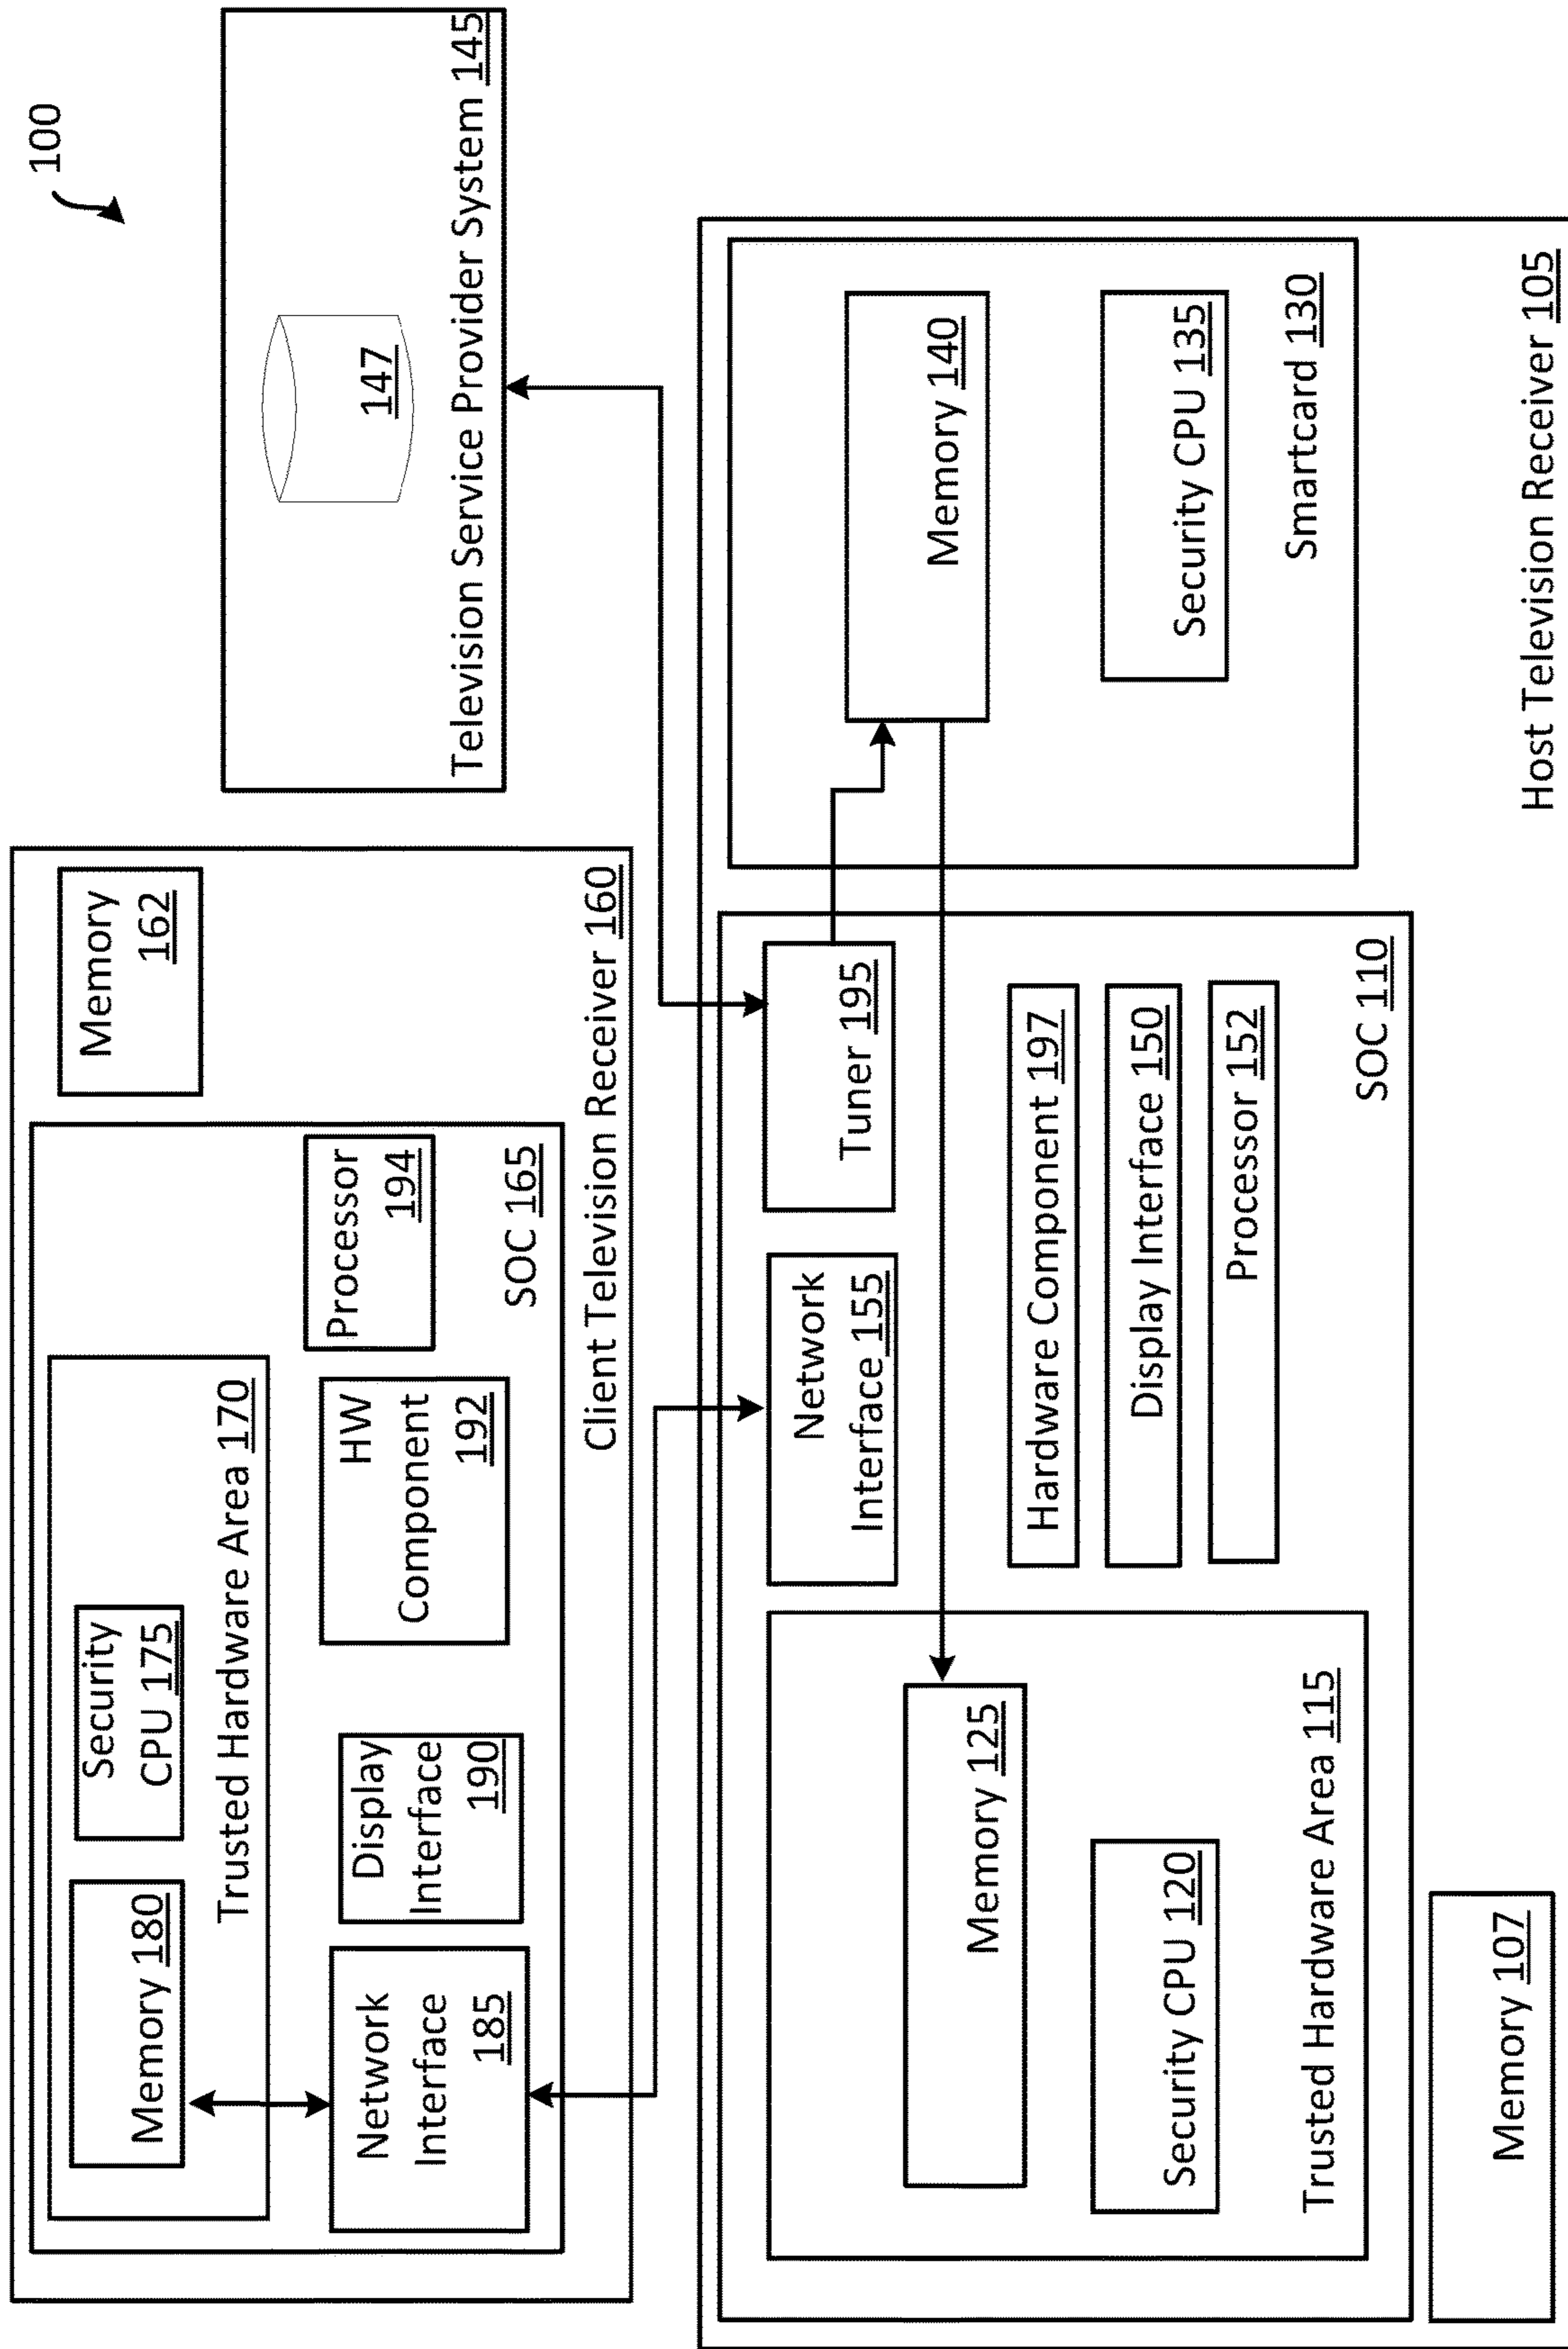 100
Memory 180
Security
CPU 175
Trusted Hardware Area 170
Network
Interface
185
Display
Interface
190
HW
Component
192
Processor
194
SOC 165
Memory
162
Client Television Receiver 160
147
Television Service Provider System 145
Memory 125
Security CPU 120
Trusted Hardware Area 115
Network
Interface 155
Tuner 195
Hardware Component 197
Display Interface 150
Processor 152
SOC 110
Memory 140
Security CPU 135
Smartcard 130
Memory 107
Host Television Receiver 105